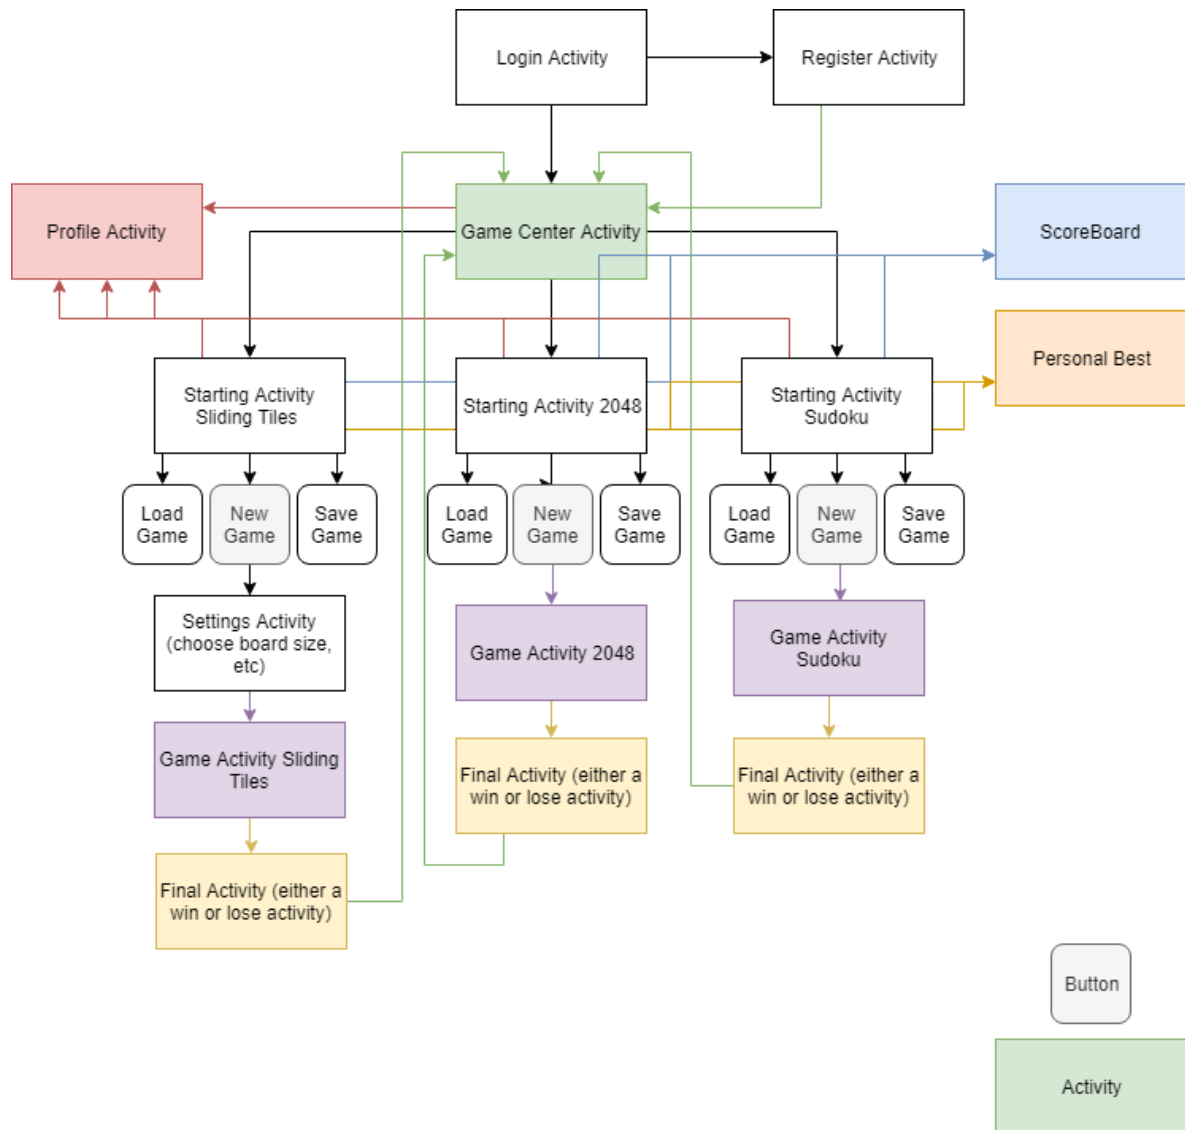 Login Activity
Register Activity
Profile Activity
Game Center Activity
ScoreBoard
Personal Best
Starting Activity
Sliding Tiles
Starting Activity 2048
Starting Activity
Sudoku
Load
Game
New
Game
Save
Game
Load
Game
New
Game
Save
Game
Load
Game
New
Game
Save
Game
Settings Activity
(choose board size,
etc)
Game Activity 2048
Game Activity
Sudoku
Game Activity Sliding
Tiles
Final Activity (either a
win or lose activity)
Final Activity (either a
win or lose activity)
Final Activity (either a
win or lose activity)
Button
Activity